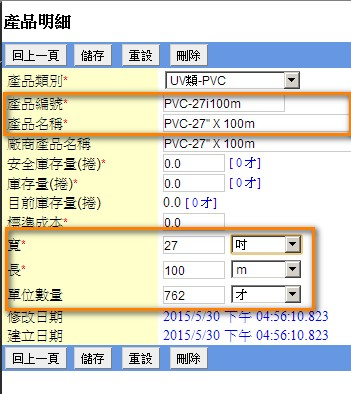 產品明細
回上一頁 儲存 重設 刪除
產品類別* UV類-PVC
產品編號* PVC-27i100m
產品名稱* PVC-27" X 100m
廠商產品名稱 PVC-27" X 100m
安全庫存量(捲)* 0.0 [ 0 才]
庫存量(捲)* 0.0 [ 0 才]
目前庫存量(捲) 0.0 [ 0 才]
標準成本* 0.0
寬* 27 吋
長* 100 m
單位數量 762 才
修改日期 2015/5/30 下午 04:56:10.823
建立日期 2015/5/30 下午 04:56:10.823
回上一頁 儲存 重設 刪除